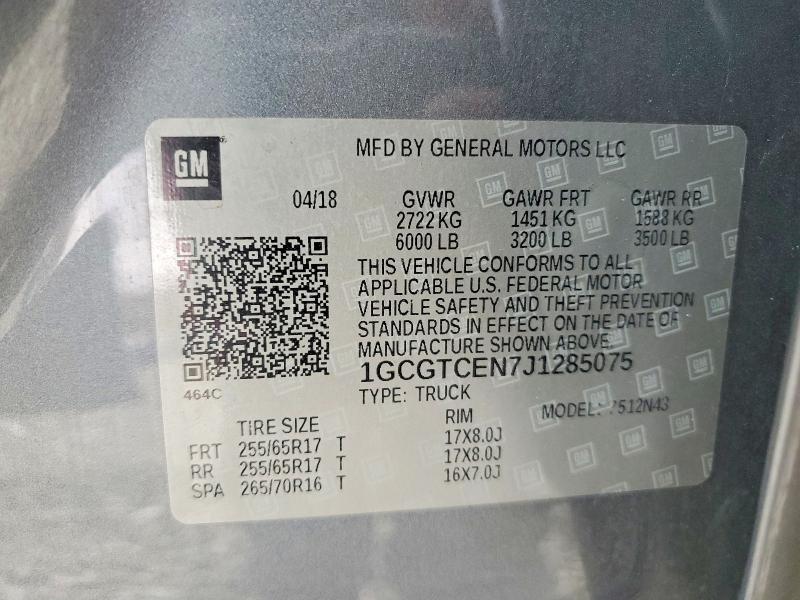 GM
MFD BY GENERAL MOTORS LLC
04/18 GVWR GAWR FRT GAWR RR
2722 KG 1451 KG 1588 KG
6000 LB 3200 LB 3500 LB
THIS VEHICLE CONFORMS TO ALL
APPLICABLE U.S. FEDERAL MOTOR
VEHICLE SAFETY AND THEFT PREVENTION
STANDARDS IN EFFECT ON THE DATE OF
MANUFACTURE SHOWN ABOVE.
1GCGTCEN7J1285075
464C
TYPE: TRUCK
MODEL:
TIRE SIZE RIM
FRT 255/65R17 T 17X8.0J
RR 255/65R17 T 17X8.0J
SPA 265/70R16 T 16X7.0J